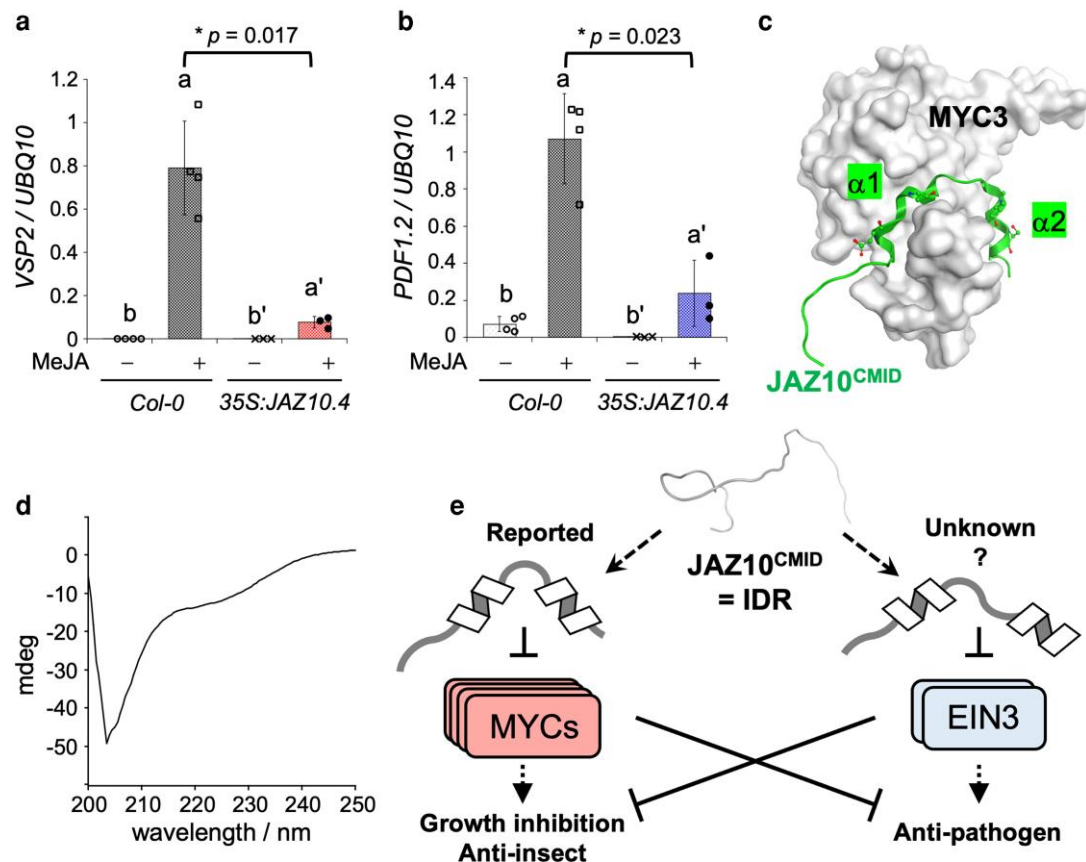 a
* p = 0.017
a
VSP2 / UBQ10
1.2
1
0.8
0.6
0.4
0.2
0
b
b'
a'
MeJA
– + – +
Col-0 35S:JAZ10.4
b
* p = 0.023
a
PDF1.2 / UBQ10
1.4
1.2
1
0.8
0.6
0.4
0.2
0
b
b'
a'
MeJA
– + – +
Col-0 35S:JAZ10.4
c
MYC3
α1
α2
JAZ10CMID
d
mdeg
0
-10
-20
-30
-40
-50
200 210 220 230 240 250
wavelength / nm
e
Reported
Unknown
?
JAZ10CMID
= IDR
MYCs
EIN3
Growth inhibition
Anti-insect
Anti-pathogen